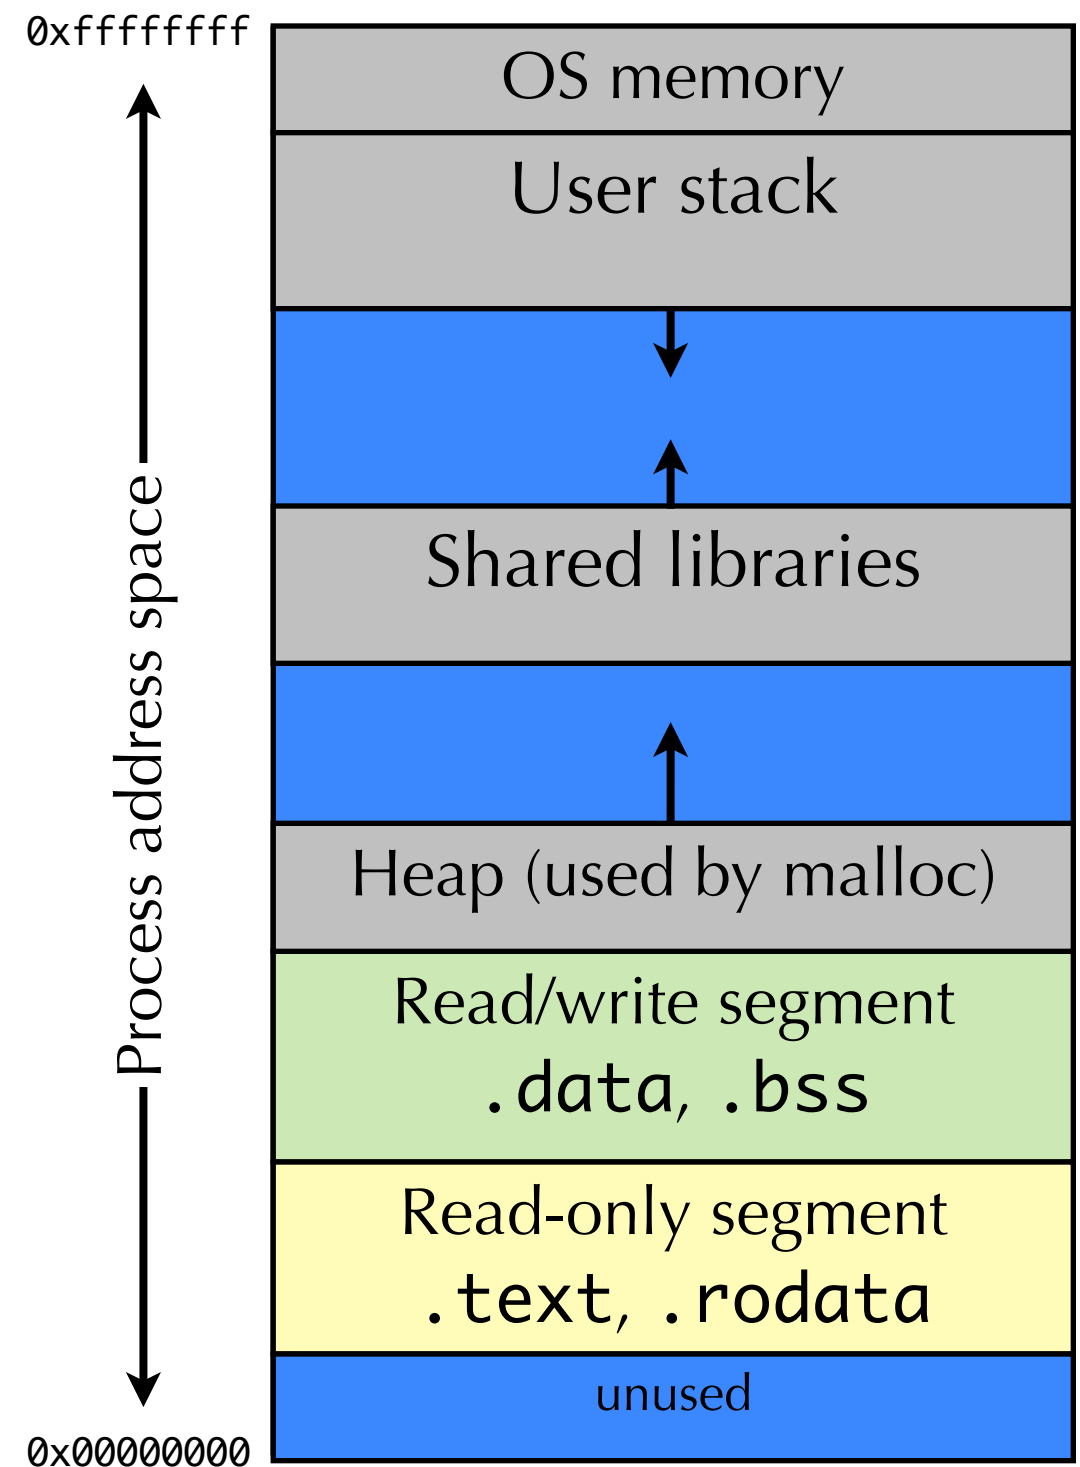 0xffffffff
OS memory
User stack
Shared libraries
Process address space
Heap (used by malloc)
Read/write segment
.data, .bss
Read-only segment
.text, .rodata
unused
0x00000000